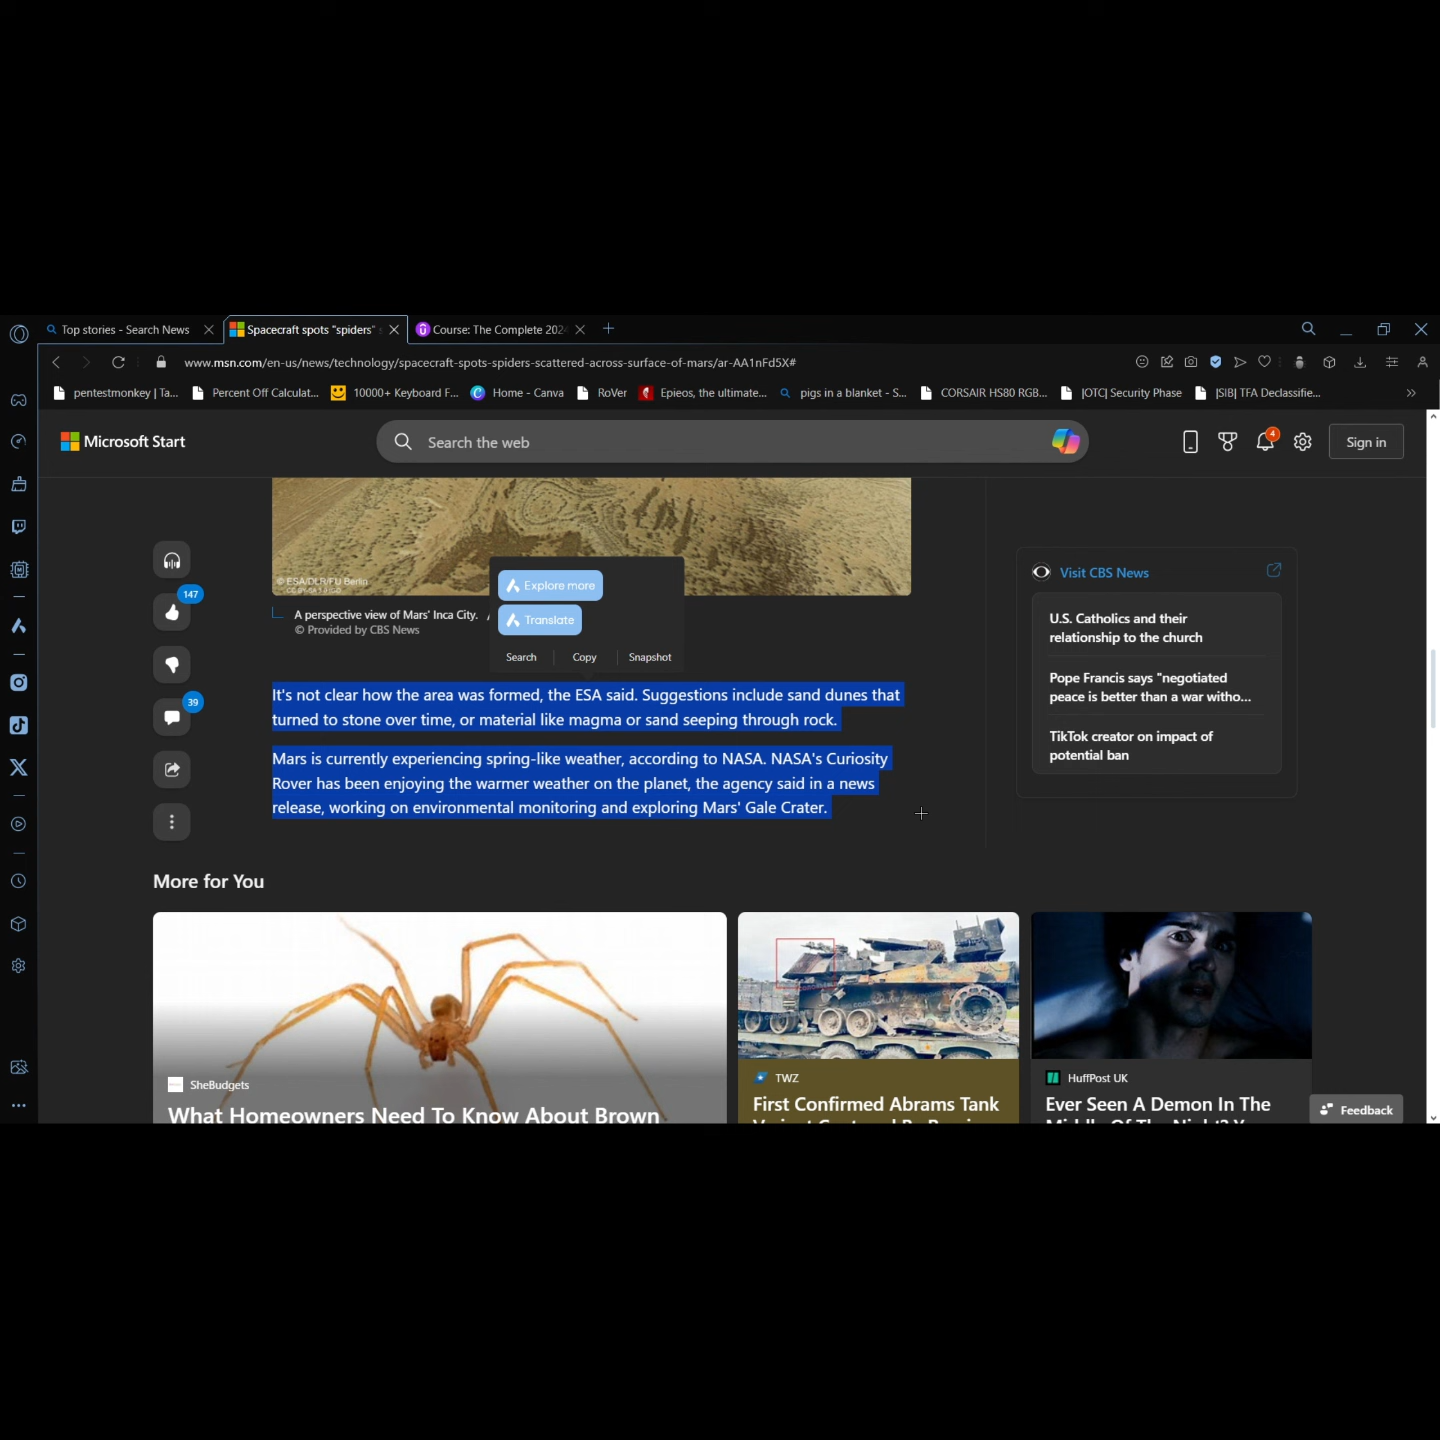 Top stories - Search News
Spacecraft spots "spiders"
Course: The Complete 202
www.msn.com/en-us/news/technology/spacecraft-spots-spiders-scattered-across-surface-of-mars/ar-AA1nFd5X#
pentestmonkey | Ta...
Percent Off Calculat...
10000+ Keyboard F...
Home - Canva
RoVer
Epieos, the ultimate...
pigs in a blanket - S...
CORSAIR HS80 RGB...
|OTC| Security Phase
|SIB| TFA Declassifie...
Microsoft Start
Search the web
4
Sign in
© ESA/DLR/FU Berlin
A perspective view of Mars' Inca City.
© Provided by CBS News
Explore more
Translate
Search
Copy
Snapshot
147
39
It's not clear how the area was formed, the ESA said. Suggestions include sand dunes that
turned to stone over time, or material like magma or sand seeping through rock.
Mars is currently experiencing spring-like weather, according to NASA. NASA's Curiosity
Rover has been enjoying the warmer weather on the planet, the agency said in a news
release, working on environmental monitoring and exploring Mars' Gale Crater.
Visit CBS News
U.S. Catholics and their
relationship to the church
Pope Francis says "negotiated
peace is better than a war witho...
TikTok creator on impact of
potential ban
More for You
SheBudgets
What Homeowners Need To Know About Brown
TWZ
First Confirmed Abrams Tank
HuffPost UK
Ever Seen A Demon In The
Feedback